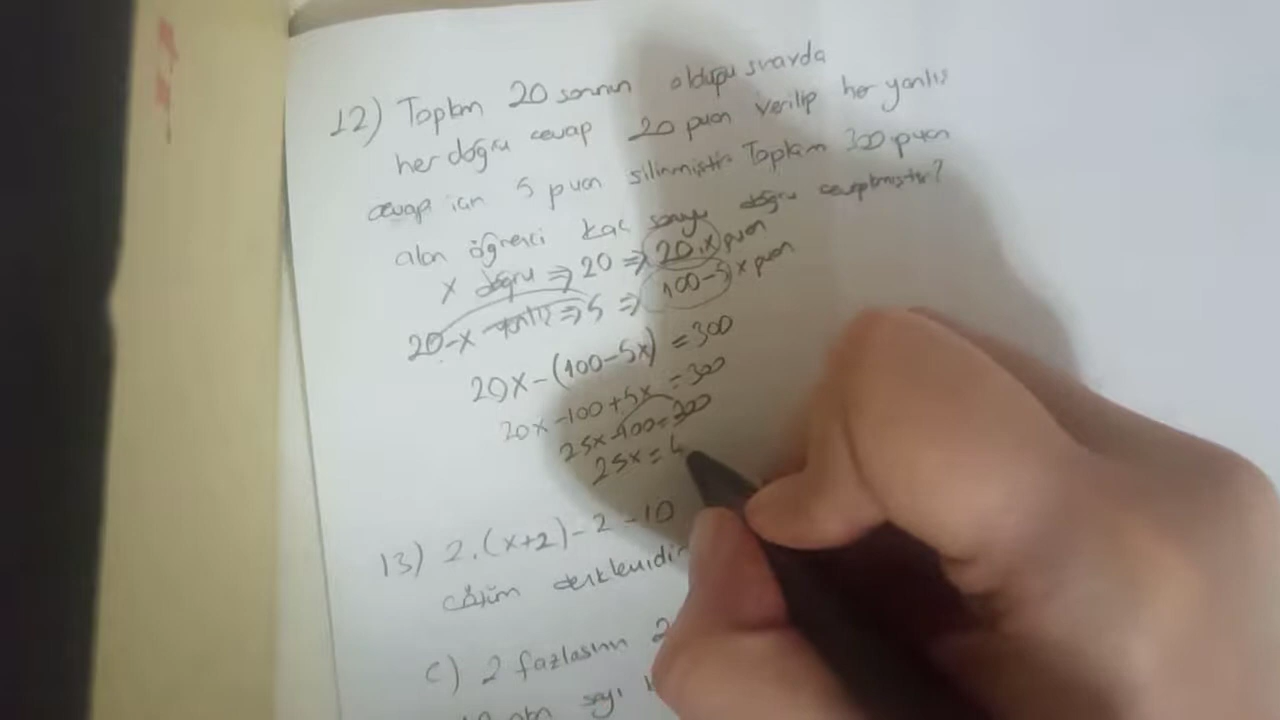 12) Toplam 20 sorunun olduğu sınavda
her doğru cevap 20 puan verilip her yanlış
cevap için 5 puan silinmiştir. Toplam 300 puan
alan öğrenci kaç soruyu doğru cevaplamıştır?
x doğru ⇒ 20 ⇒ 20.x puan
20-x yanlış ⇒ 5 ⇒ 100-5x puan
20x-(100-5x) = 300
20x-100+5x = 300
25x-100=300
25x = 4
13) 2.(x+2)-2-10
çözüm denklemidir
c) 2 fazlasının 2
sayı